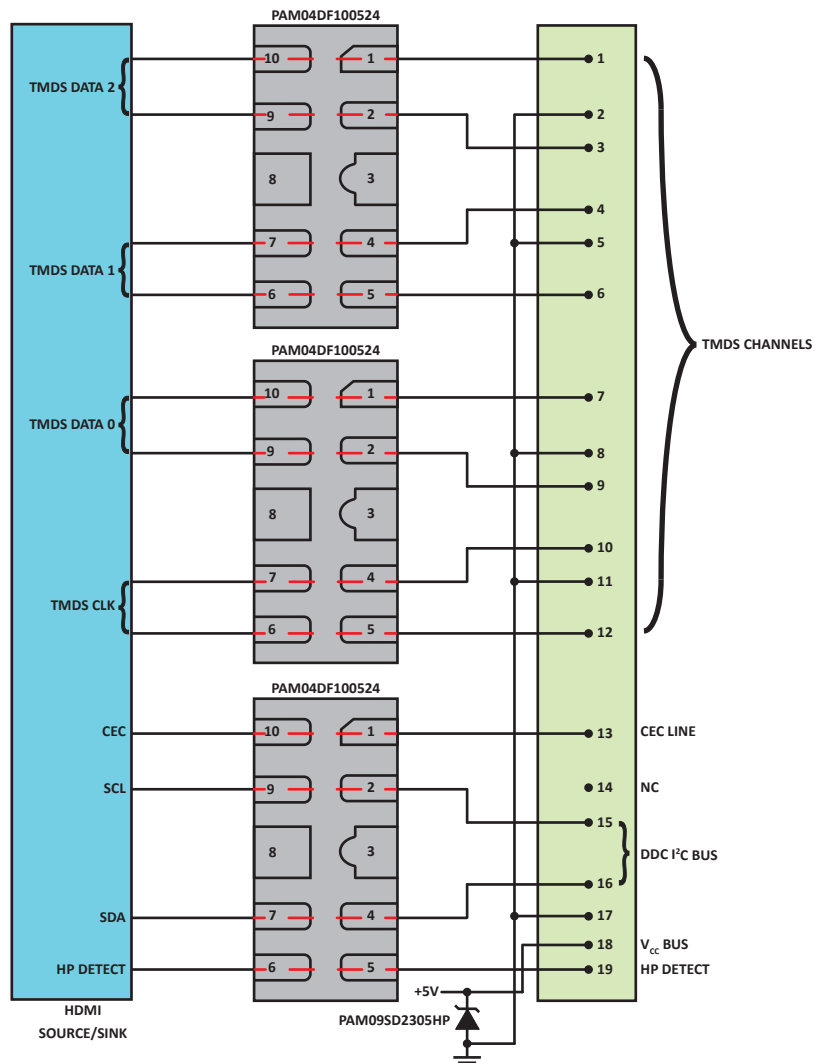 PAM04DF100524
10 1 1
TMDS DATA 2
9 2 2
3
8 3
4
7 4 5
TMDS DATA 1
6 5 6
TMDS CHANNELS
PAM04DF100524
10 1 7
TMDS DATA 0
9 2 8
9
8 3
10
7 4 11
TMDS CLK
6 5 12
PAM04DF100524
CEC 10 1 13 CEC LINE
SCL 9 2 14 NC
15
8 3 DDC I²C BUS
16
SDA 7 4 17
18 VCC BUS
HP DETECT 6 5 19 HP DETECT
+5V
HDMI
SOURCE/SINK
PAM09SD2305HP